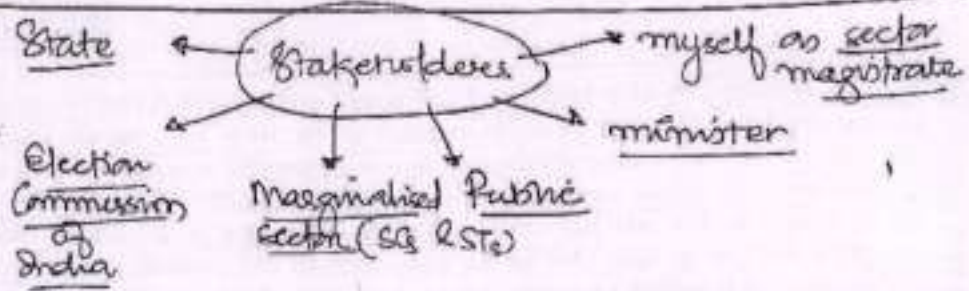 State
Stakeholders
myself as sector
magistrate
minister
Election
Commission
of
India
Marginalised
section (SCs & STs)
Public